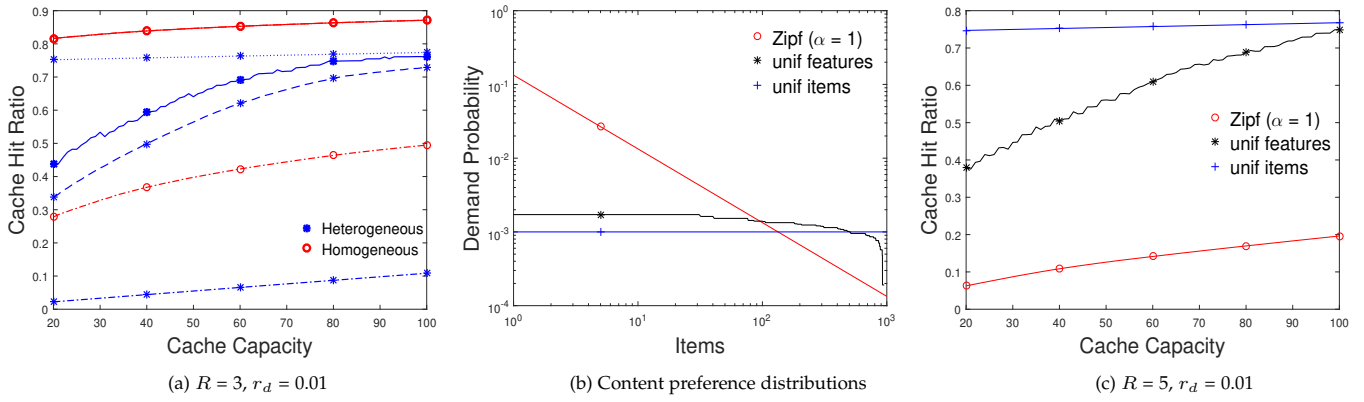 0.9
0.8
0.7
0.6
0.5
0.4
0.3
0.2
0.1
0
Cache Hit Ratio
Heterogeneous
Homogeneous
20 30 40 50 60 70 80 90 100
Cache Capacity
(a) R = 3, r_d = 0.01
10^0
10^-1
10^-2
10^-3
10^-4
Demand Probability
Zipf (α = 1)
unif features
unif items
10^0 10^1 10^2 10^3
Items
(b) Content preference distributions
0.8
0.7
0.6
0.5
0.4
0.3
0.2
0.1
0
Cache Hit Ratio
Zipf (α = 1)
unif features
unif items
20 30 40 50 60 70 80 90 100
Cache Capacity
(c) R = 5, r_d = 0.01